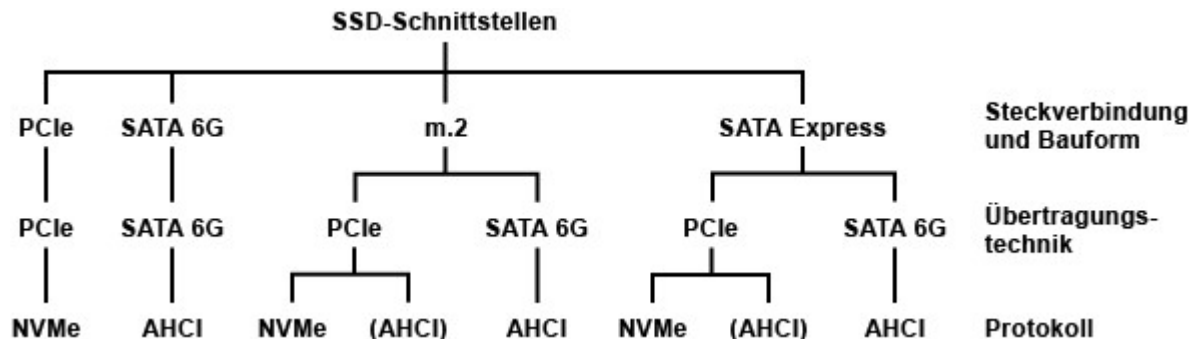 SSD-Schnittstellen
PCIe SATA 6G m.2 SATA Express Steckverbindung
und Bauform
PCIe SATA 6G PCIe SATA 6G PCIe SATA 6G Übertragungs-
technik
NVMe AHCI NVMe (AHCI) AHCI NVMe (AHCI) AHCI Protokoll